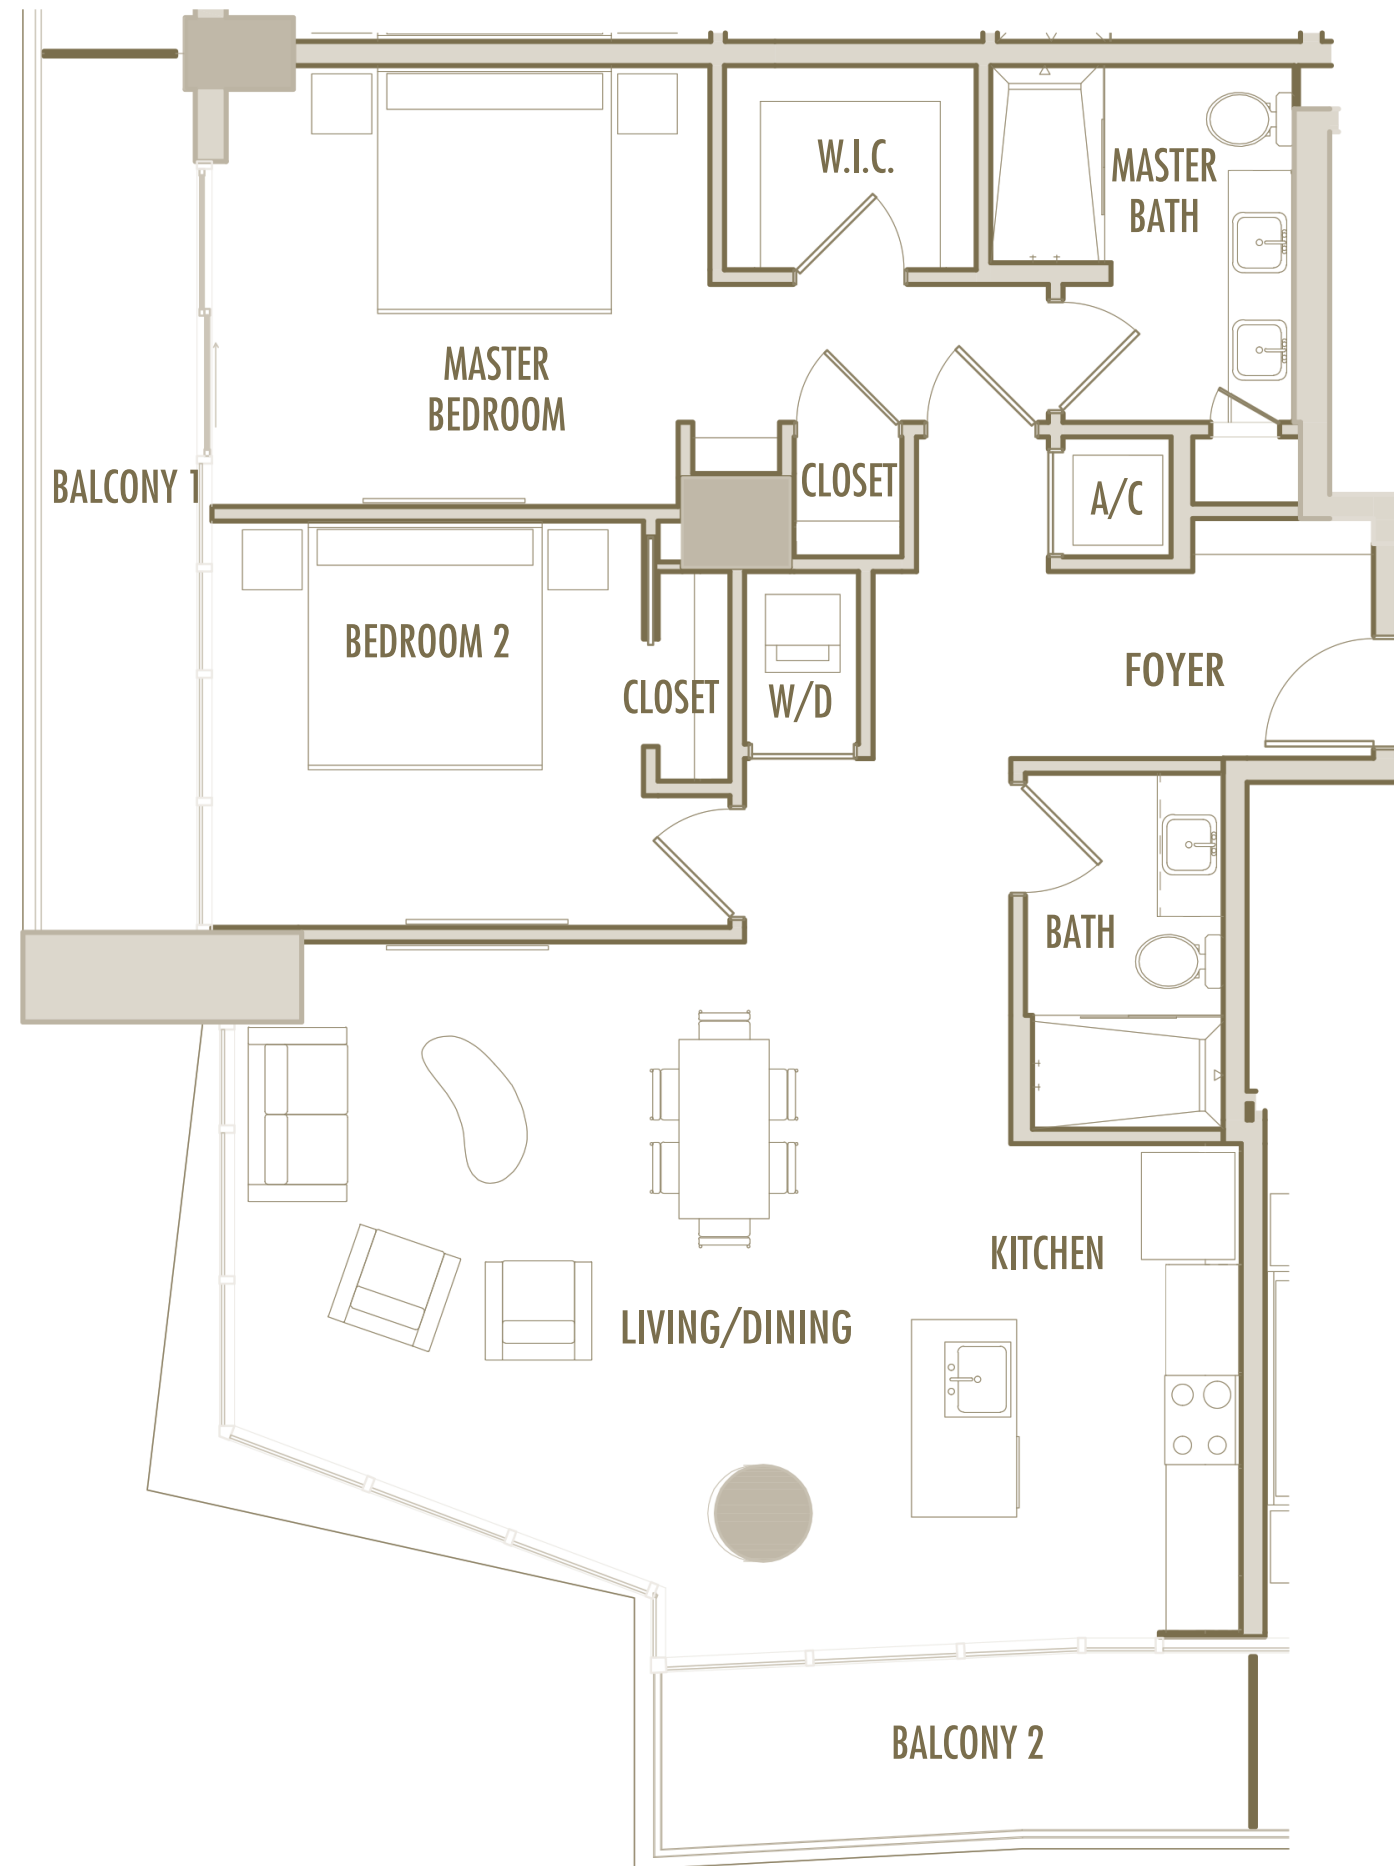 W.I.C.
MASTER
BATH
MASTER
BEDROOM
BALCONY 1
CLOSET
A/C
BEDROOM 2
FOYER
CLOSET
W/D
BATH
KITCHEN
LIVING/DINING
BALCONY 2